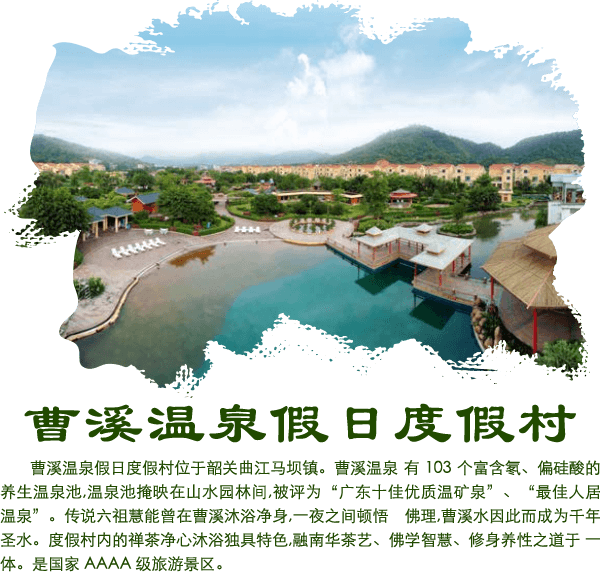 曹溪温泉假日度假村
曹溪温泉假日度假村位于韶关曲江马坝镇。曹溪温泉 有 103 个富含氡、偏硅酸的
养生温泉池,温泉池掩映在山水园林间,被评为“广东十佳优质温矿泉”、“最佳人居
温泉”。传说六祖慧能曾在曹溪沐浴净身,一夜之间顿悟 佛理,曹溪水因此而成为千年
圣水。度假村内的禅茶净心沐浴独具特色,融南华茶艺、佛学智慧、修身养性之道于 一
体。是国家 AAAA 级旅游景区。